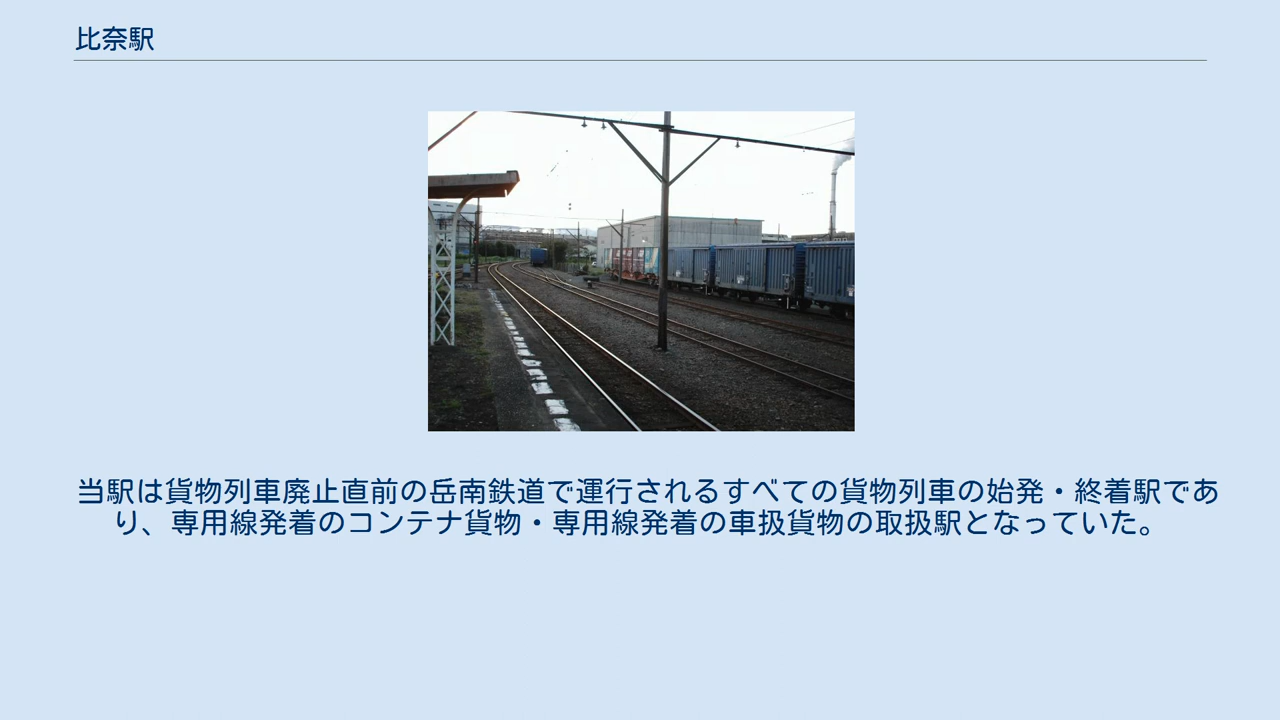 比奈駅
当駅は貨物列車廃止直前の岳南鉄道で運行されるすべての貨物列車の始発・終着駅であ
り、専用線発着のコンテナ貨物・専用線発着の車扱貨物の取扱駅となっていた。